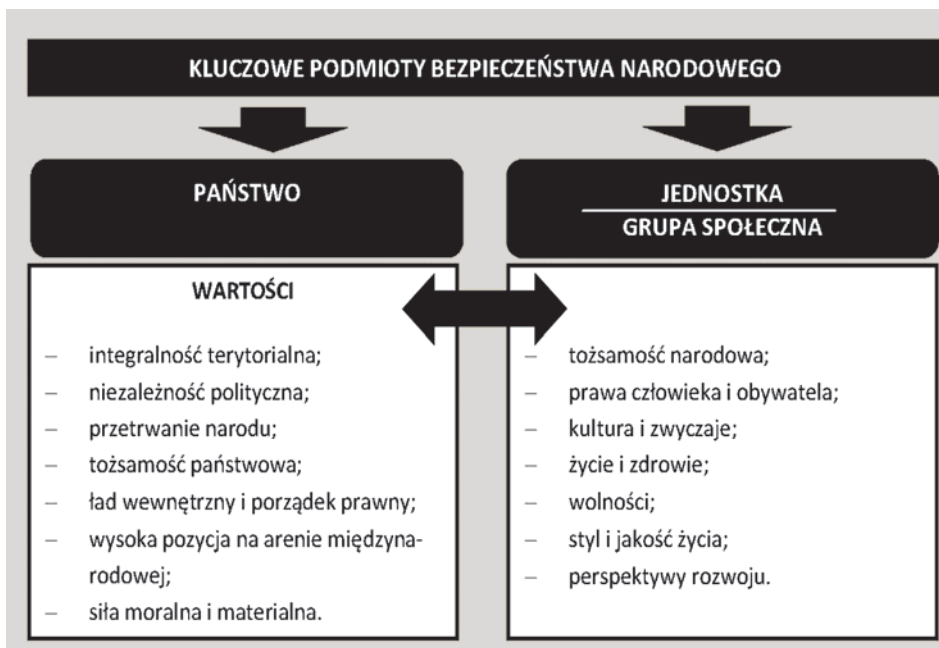 KLUCZOWE PODMIOTY BEZPIECZEŃSTWA NARODOWEGO
PAŃSTWO
WARTOŚCI
– integralność terytorialna;
– niezależność polityczna;
– przetrwanie narodu;
– tożsamość państwowa;
– ład wewnętrzny i porządek prawny;
– wysoka pozycja na arenie międzyna-
rodowej;
– siła moralna i materialna.
JEDNOSTKA
GRUPA SPOŁECZNA
– tożsamość narodowa;
– prawa człowieka i obywatela;
– kultura i zwyczaje;
– życie i zdrowie;
– wolności;
– styl i jakość życia;
– perspektywy rozwoju.